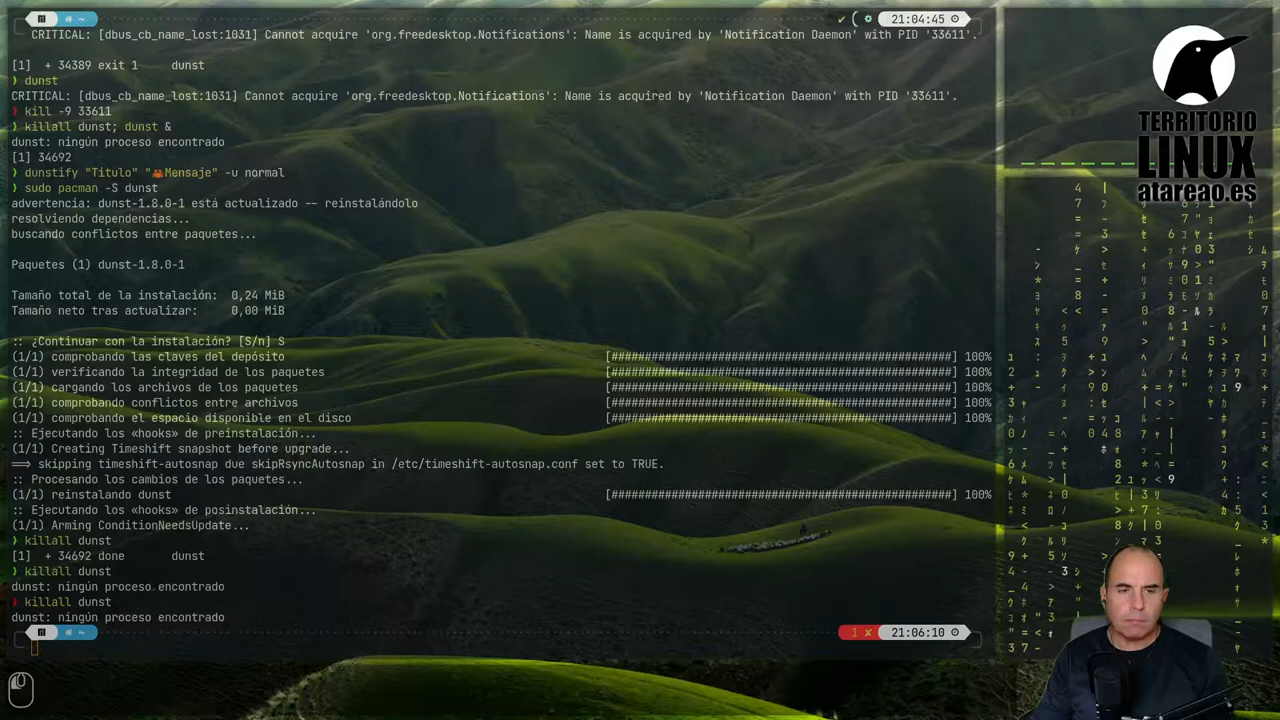 ~
21:04:45
CRITICAL: [dbus_cb_name_lost:1031] Cannot acquire 'org.freedesktop.Notifications': Name is acquired by 'Notification Daemon' with PID '33611'.
[1]  + 34389 exit 1     dunst
❯ dunst
CRITICAL: [dbus_cb_name_lost:1031] Cannot acquire 'org.freedesktop.Notifications': Name is acquired by 'Notification Daemon' with PID '33611'.
❯ kill -9 33611
❯ killall dunst; dunst &
dunst: ningún proceso encontrado
[1] 34692
❯ dunstify "Titulo" "🦀Mensaje" -u normal
❯ sudo pacman -S dunst
advertencia: dunst-1.8.0-1 está actualizado -- reinstalándolo
resolviendo dependencias...
buscando conflictos entre paquetes...
Paquetes (1) dunst-1.8.0-1
Tamaño total de la instalación:  0,24 MiB
Tamaño neto tras actualizar:     0,00 MiB
:: ¿Continuar con la instalación? [S/n] S
(1/1) comprobando las claves del depósito [###################################################] 100%
(1/1) verificando la integridad de los paquetes [###################################################] 100%
(1/1) cargando los archivos de los paquetes [###################################################] 100%
(1/1) comprobando conflictos entre archivos [###################################################] 100%
(1/1) comprobando el espacio disponible en el disco [###################################################] 100%
:: Ejecutando los «hooks» de preinstalación...
(1/1) Creating Timeshift snapshot before upgrade...
==> skipping timeshift-autosnap due skipRsyncAutosnap in /etc/timeshift-autosnap.conf set to TRUE.
:: Procesando los cambios de los paquetes...
(1/1) reinstalando dunst [###################################################] 100%
:: Ejecutando los «hooks» de posinstalación...
(1/1) Arming ConditionNeedsUpdate...
❯ killall dunst
[1]  + 34692 done       dunst
❯ killall dunst
dunst: ningún proceso encontrado
❯ killall dunst
dunst: ningún proceso encontrado
~
1 ✘ 21:06:10
TERRITORIO
LINUX
atareao.es